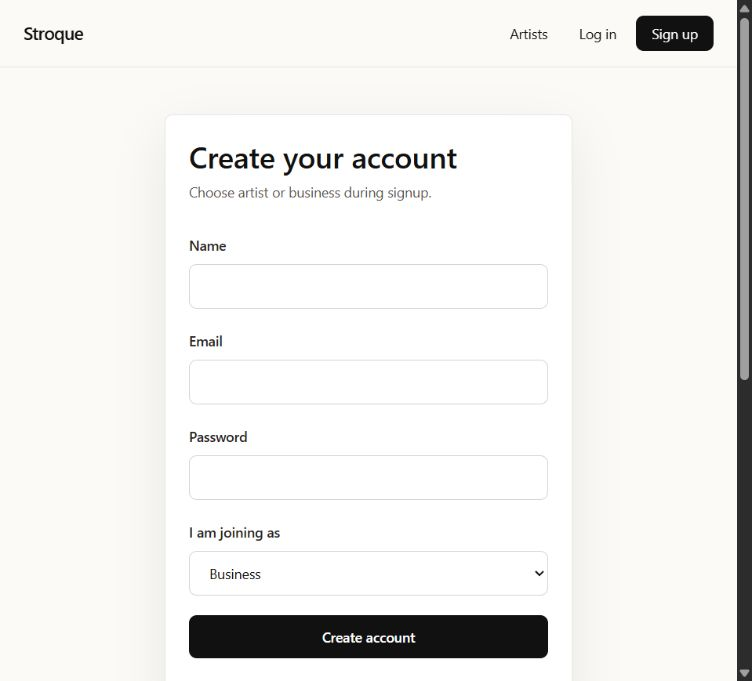 Stroque
Artists
Log in
Sign up
Create your account
Choose artist or business during signup.
Name
Email
Password
I am joining as
Business
Create account